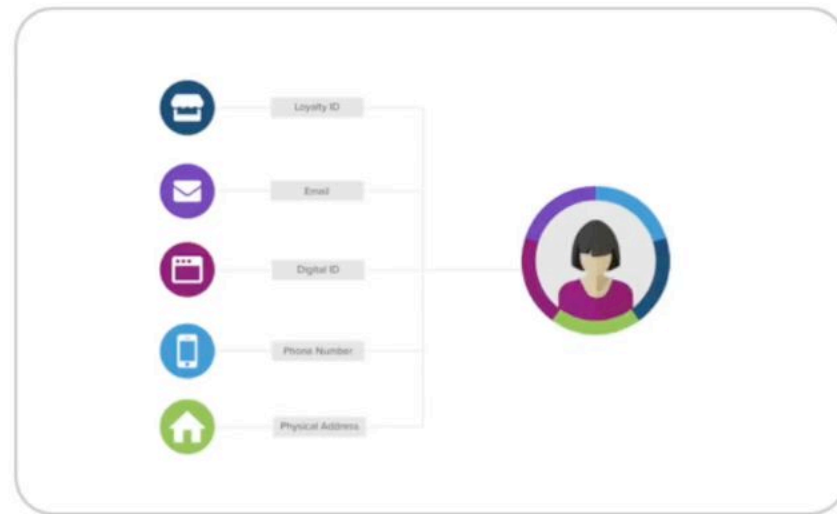 Loyalty ID
Email
Digital ID
Phone Number
Physical Address